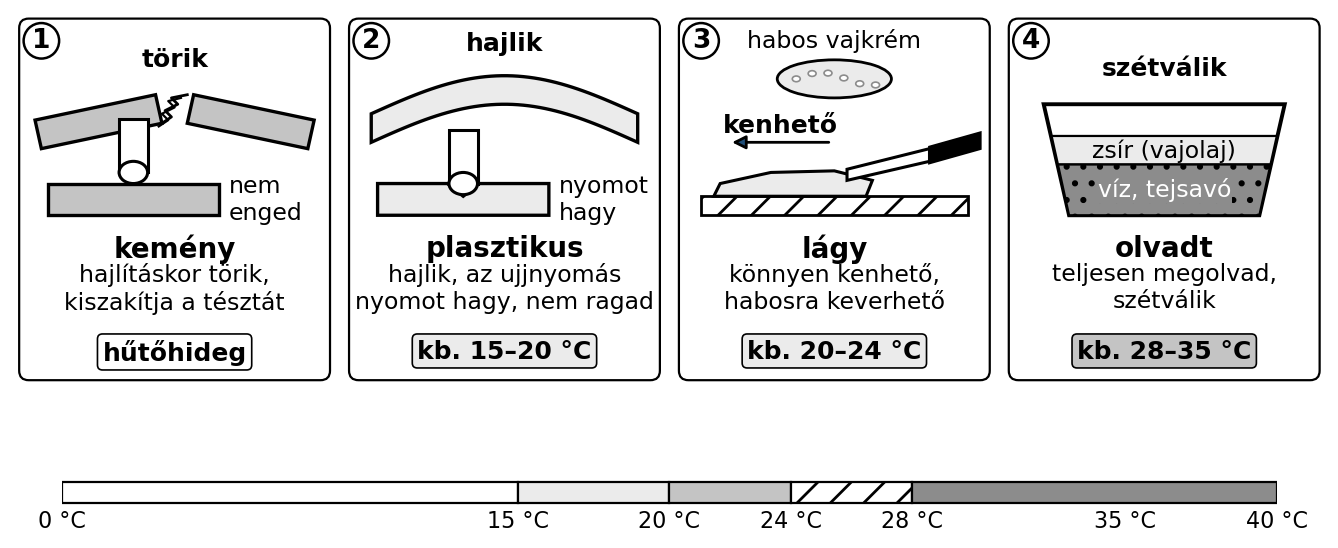 1
törik
nem
enged
kemény
hajlításkor törik,
kiszakítja a tésztát
hűtőhideg
2
hajlik
nyomot
hagy
plasztikus
hajlik, az ujjnyomás
nyomot hagy, nem ragad
kb. 15–20 °C
3
habos vajkrém
kenhető
lágy
könnyen kenhető,
habosra keverhető
kb. 20–24 °C
4
szétválik
zsír (vajolaj)
víz, tejsavó
olvadt
teljesen megolvad,
szétválik
kb. 28–35 °C
0 °C 15 °C 20 °C 24 °C 28 °C 35 °C 40 °C